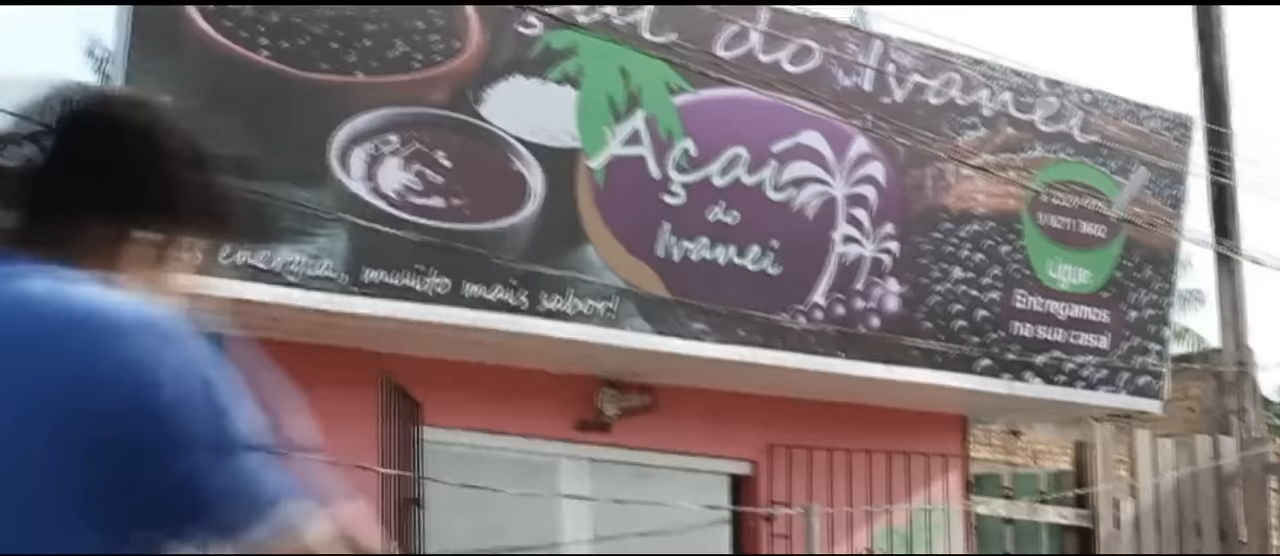 do Ivanei
Açaí
do
Ivanei
energia, muito mais sabor!
Ligue
Entregamos
na sua casa!